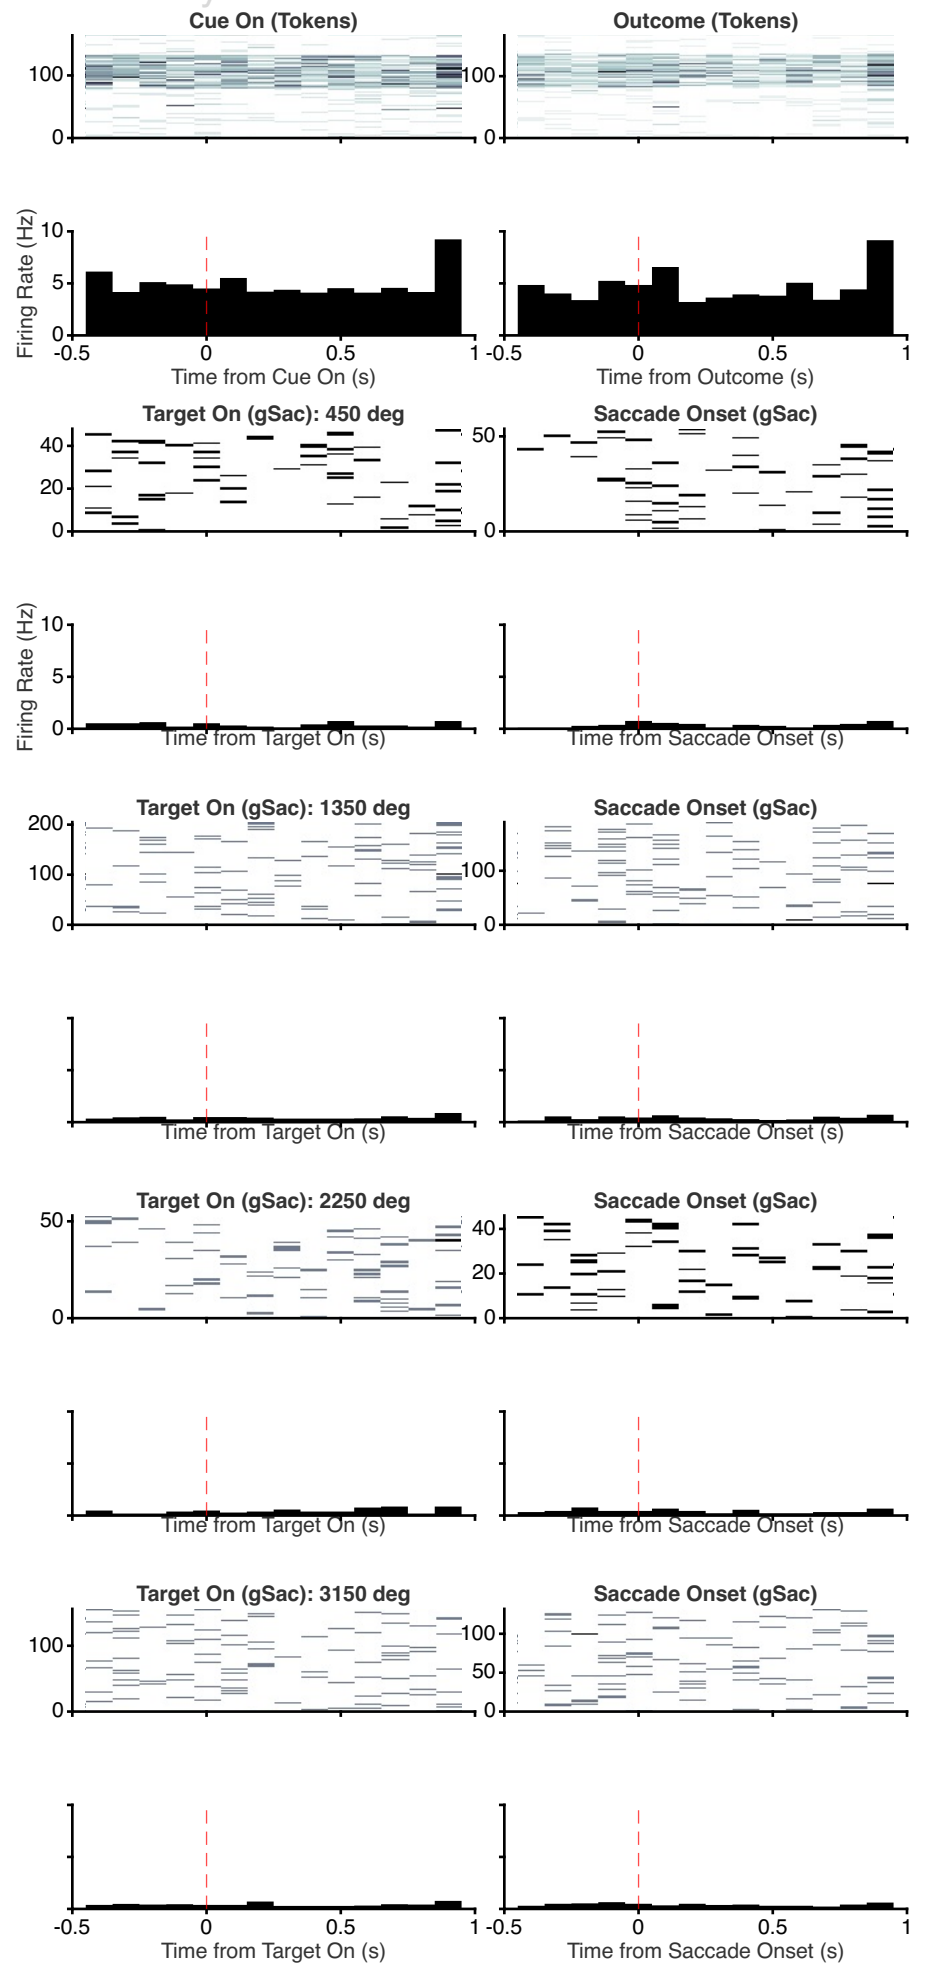 Cue On (Tokens) Outcome (Tokens)
100 100
0 0
Firing Rate (Hz)
10
5
0
-0.5 0 0.5 1 -0.5 0 0.5 1
Time from Cue On (s) Time from Outcome (s)
Target On (gSac): 450 deg Saccade Onset (gSac)
40 50
20
0 0
Firing Rate (Hz)
10
5
0
Time from Target On (s) Time from Saccade Onset (s)
Target On (gSac): 1350 deg Saccade Onset (gSac)
200
100 100
0 0
Time from Target On (s) Time from Saccade Onset (s)
Target On (gSac): 2250 deg Saccade Onset (gSac)
50 40
20
0 0
Time from Target On (s) Time from Saccade Onset (s)
Target On (gSac): 3150 deg Saccade Onset (gSac)
100 100
50
0 0
-0.5 0 0.5 1 -0.5 0 0.5 1
Time from Target On (s) Time from Saccade Onset (s)